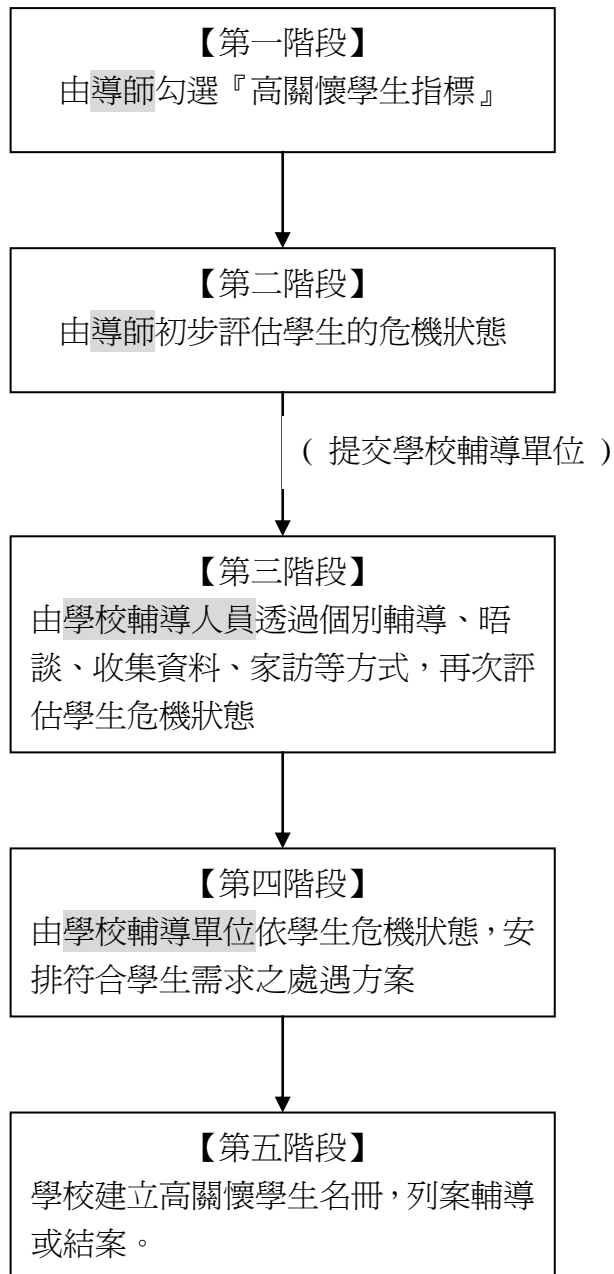 【第一階段】
由導師勾選『高關懷學生指標』
【第二階段】
由導師初步評估學生的危機狀態
( 提交學校輔導單位 )
【第三階段】
由學校輔導人員透過個別輔導、晤
談、收集資料、家訪等方式，再次評
估學生危機狀態
【第四階段】
由學校輔導單位依學生危機狀態，安
排符合學生需求之處遇方案
【第五階段】
學校建立高關懷學生名冊，列案輔導
或結案。